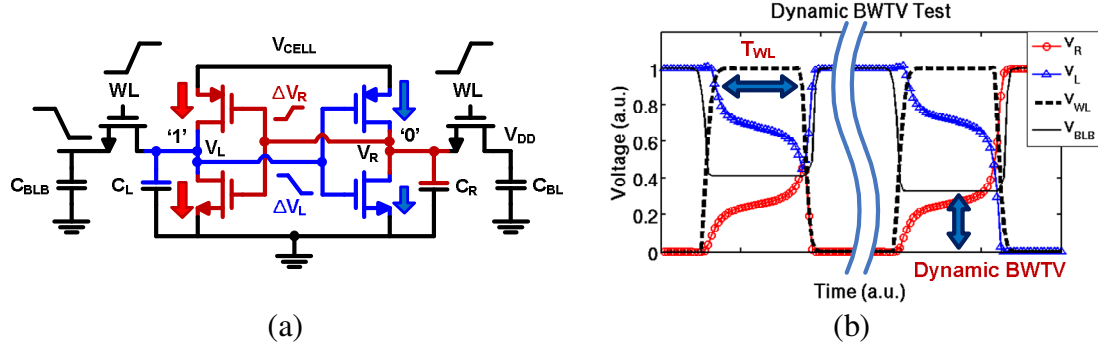 Dynamic BWTV Test
V_CELL
WL
ΔV_R
WL
'1'
'0'
V_DD
V_L
V_R
C_BLB
C_L
ΔV_L
C_R
C_BL
(a)
T_WL
V_R
V_L
V_WL
V_BLB
1
0.8
0.6
0.4
0.2
0
Voltage (a.u.)
Dynamic BWTV
Time (a.u.)
(b)